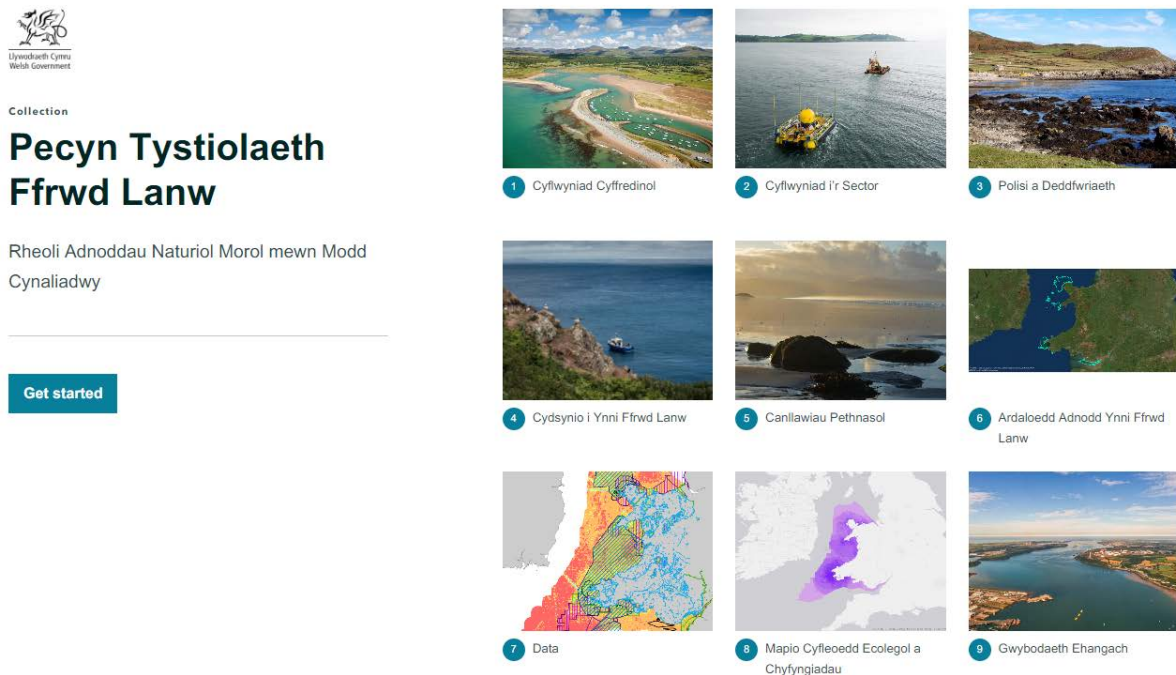 Llywodraeth Cymru
Welsh Government
Collection
Pecyn Tystiolaeth
Ffrwd Lanw
Rheoli Adnoddau Naturiol Morol mewn Modd
Cynaliadwy
Get started
1 Cyflwyniad Cyffredinol
2 Cyflwyniad i'r Sector
3 Polisi a Deddfwriaeth
4 Cydsynio i Ynni Ffrwd Lanw
5 Canllawiau Pethnasol
6 Ardaloedd Adnodd Ynni Ffrwd
Lanw
7 Data
8 Mapio Cyfleoedd Ecolegol a
Chyfyngiadau
9 Gwybodaeth Ehangach